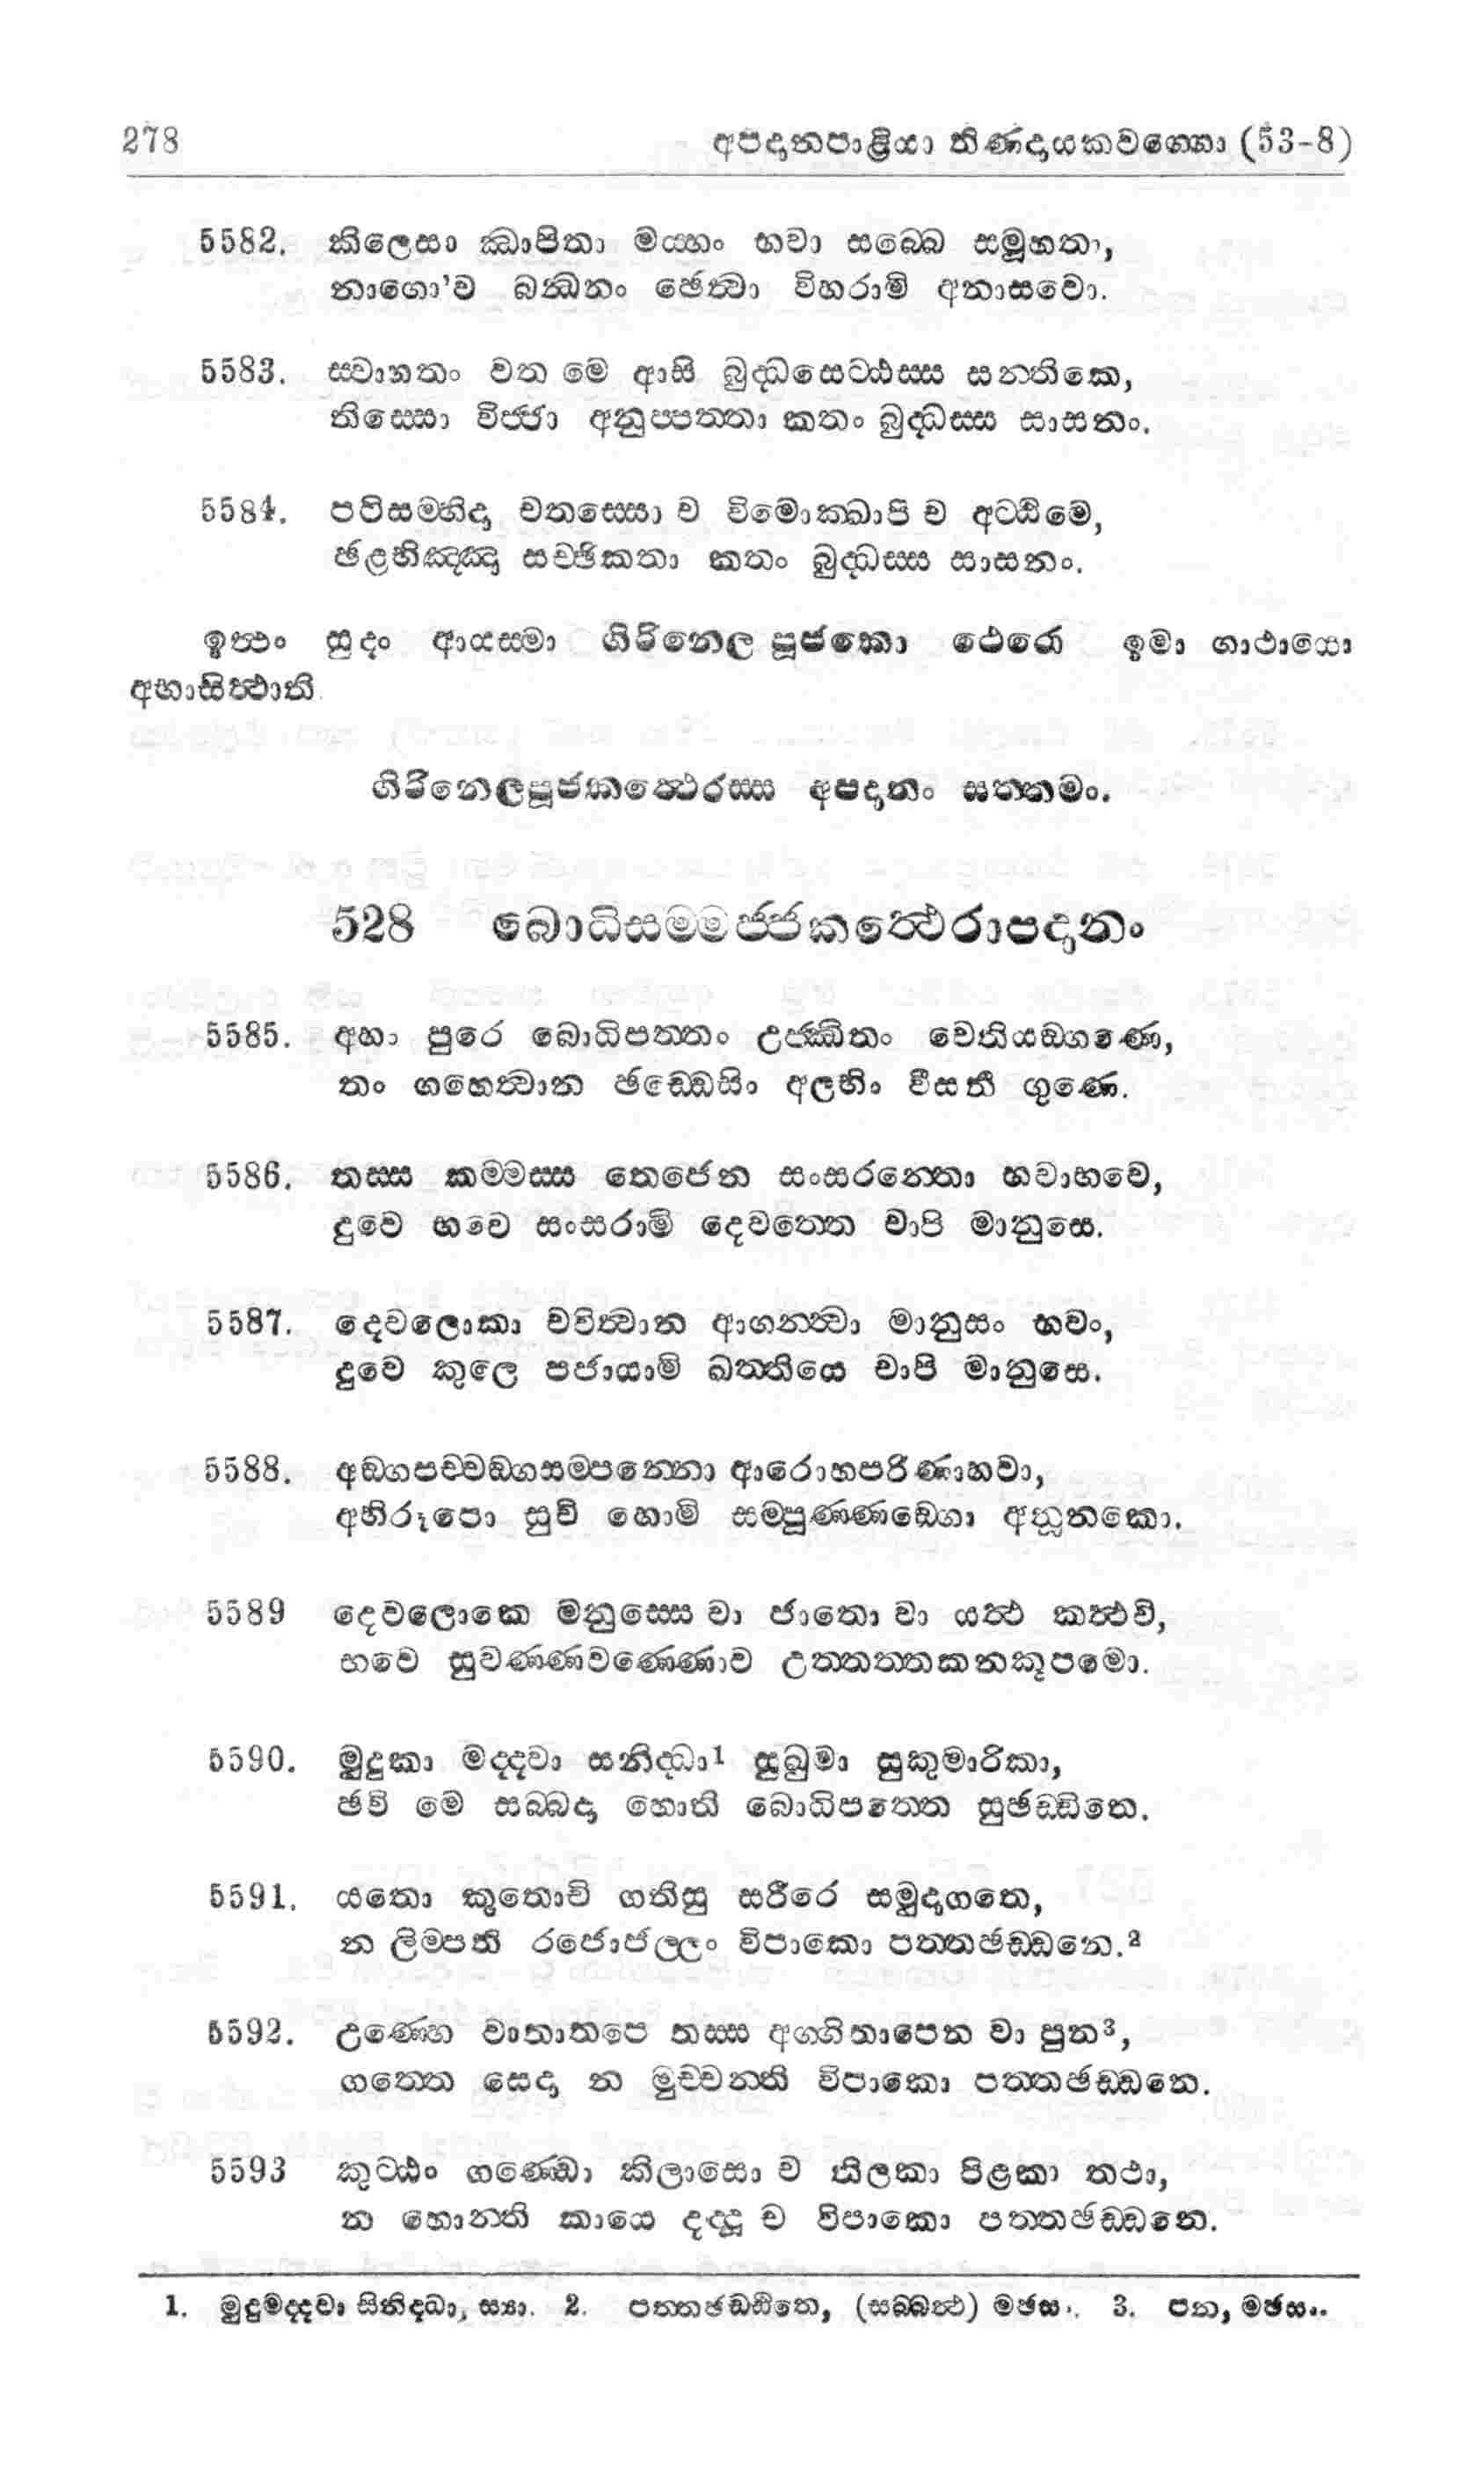 278 අපදානපාළියා තිණදායකවග්ගො (53-8)
5582. කිලෙසා ඣාපිතා මය්හං භවා සබ්බෙ සමූහතා,
නාගො'ව බන්ධනං ඡෙත්වා විහරාමි අනාසවො.
5583. ස්වාගතං වත මෙ ආසි බුද්ධසෙට්ඨස්ස සන්තිකෙ,
තිස්සො විජ්ජා අනුප්පත්තා කතං බුද්ධස්ස සාසනං.
5584. පටිසම්භිදා චතස්සො ච විමොක්ඛාපි ච අට්ඨිමෙ,
ඡළභිඤ්ඤා සච්ඡිකතා කතං බුද්ධස්ස සාසනං.
ඉත්ථං සුදං ආයස්මා ගිරිනෙල පූජකො ථෙරො ඉමා ගාථායො
අභාසිත්ථාති.
ගිරිනෙලපූජකත්ථෙරස්ස අපදානං සත්තමං.
528 බොධිසම්මජ්ජකත්ථෙරාපදානං
5585. අහං පුරෙ බොධිපත්තං උජ්ඣිතං චෙතියඞ්ගණෙ,
තං ගහෙත්වාන ඡඩ්ඩෙසිං අලභිං වීසතී ගුණෙ.
5586. තස්ස කම්මස්ස තෙජෙන සංසරන්තො භවාභවෙ,
දුවෙ භවෙ සංසරාමි දෙවත්තෙ චාපි මානුසෙ.
5587. දෙවලොකා චවිත්වාන ආගන්ත්වා මානුසං භවං,
දුවෙ කුලෙ පජායාමි ඛත්තියෙ චාපි මානුසෙ.
5588. අඞ්ගපච්චඞ්ගසම්පන්නො ආරොහපරිණාහවා,
අභිරූපො සුචි හොමි සම්පුණ්ණඞ්ගො අනූනකො.
5589 දෙවලොකෙ මනුස්සෙ වා ජාතො වා යත්ථ කත්ථචි,
භවෙ සුවණ්ණවණ්ණොව උත්තත්තකනකූපමො.
5590. මුදුකා මද්දවා සනිද්ධා¹ සුඛුමා සුකුමාරිකා,
ඡවි මෙ සබ්බදා හොති බොධිපත්තෙ සුඡඩ්ඩිතෙ.
5591. යතො කුතොචි ගතිසු සරීරෙ සමුදාගතෙ,
න ලිම්පති රජොජල්ලං විපාකො පත්තඡඩ්ඩනෙ.²
5592. උණ්හෙ වාතාතපෙ තස්ස අග්ගිතාපෙන වා පුන³,
ගත්තෙ සෙදා න මුච්චන්ති විපාකො පත්තඡඩ්ඩනෙ.
5593 කුට්ඨං ගණ්ඩො කිලාසො ච තිලකා පිළකා තථා,
න හොන්ති කායෙ දද්දූ ච විපාකො පත්තඡඩ්ඩනෙ.
1. මුදුමද්දවා සිනිද්ධා, ස්‍යා. 2. පත්තඡඩ්ඩිතෙ, (සබ්බත්ථ) මඡසං. 3. පන, මඡසං.